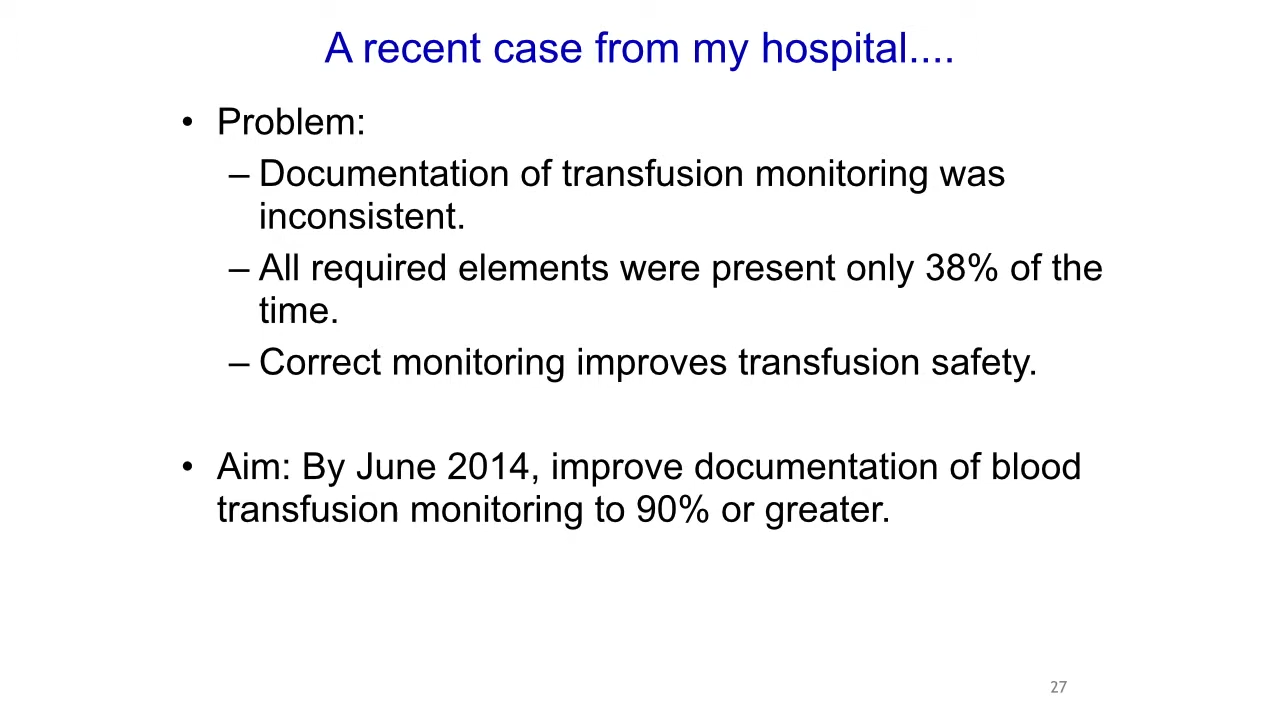 A recent case from my hospital....
• Problem:
– Documentation of transfusion monitoring was
inconsistent.
– All required elements were present only 38% of the
time.
– Correct monitoring improves transfusion safety.
• Aim: By June 2014, improve documentation of blood
transfusion monitoring to 90% or greater.
27